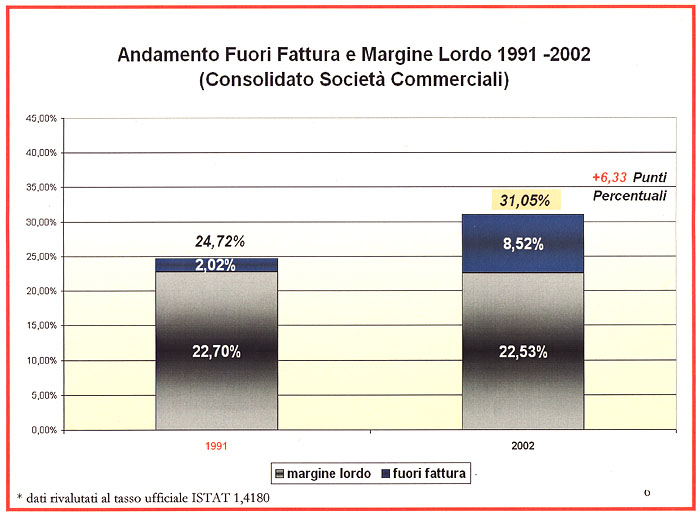 Andamento Fuori Fattura e Margine Lordo 1991 -2002
(Consolidato Società Commerciali)
45,00%
40,00%
35,00%
30,00%
25,00%
20,00%
15,00%
10,00%
5,00%
0,00%
+6,33 Punti
Percentuali
31,05%
24,72%
8,52%
2,02%
22,70%
22,53%
1991
2002
margine lordo
fuori fattura
* dati rivalutati al tasso ufficiale ISTAT 1,4180